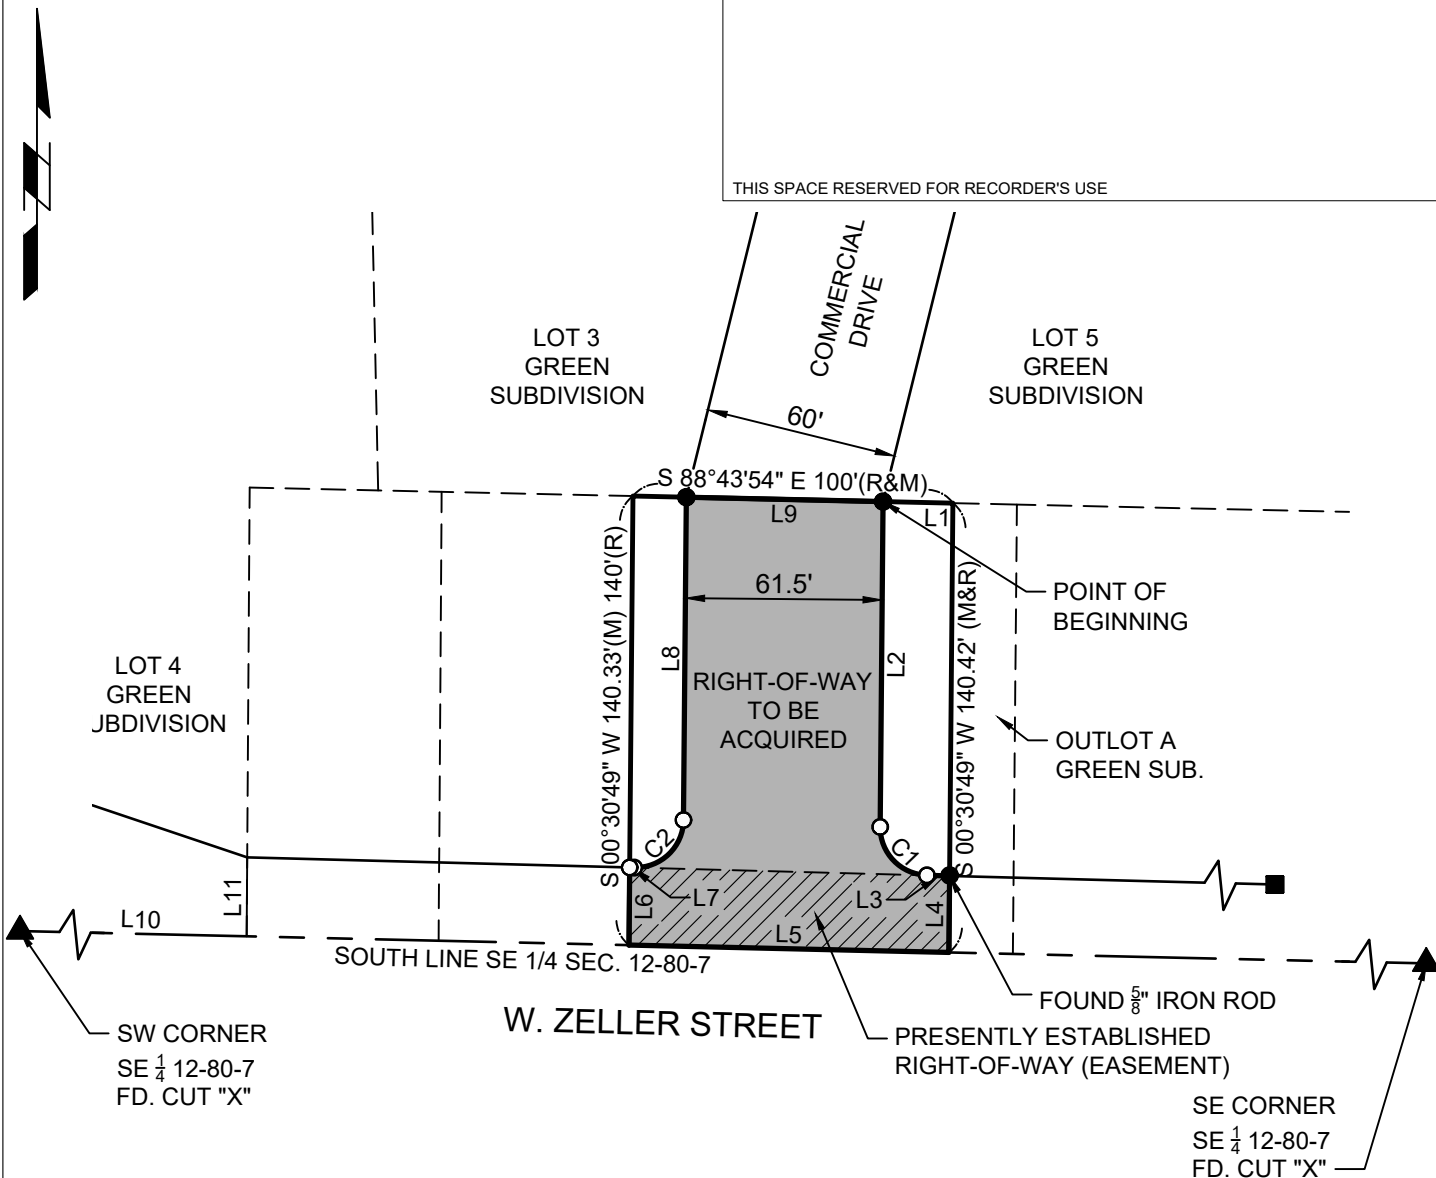 THIS SPACE RESERVED FOR RECORDER'S USE
N
COMMERCIAL
DRIVE
LOT 3
GREEN
SUBDIVISION
LOT 5
GREEN
SUBDIVISION
60'
S 88°43'54" E 100'(R&M)
L9
L1
61.5'
POINT OF
BEGINNING
S 00°30'49" W 140.33'(M) 140'(R)
L8
L2
S 00°30'49" W 140.42' (M&R)
LOT 4
GREEN
JBDIVISION
RIGHT-OF-WAY
TO BE
ACQUIRED
OUTLOT A
GREEN SUB.
C2
C1
L11
L6
L7
L3
L4
L10
L5
SOUTH LINE SE 1/4 SEC. 12-80-7
FOUND 5/8" IRON ROD
W. ZELLER STREET
PRESENTLY ESTABLISHED
RIGHT-OF-WAY (EASEMENT)
SW CORNER
SE 1/4 12-80-7
FD. CUT "X"
SE CORNER
SE 1/4 12-80-7
FD. CUT "X"